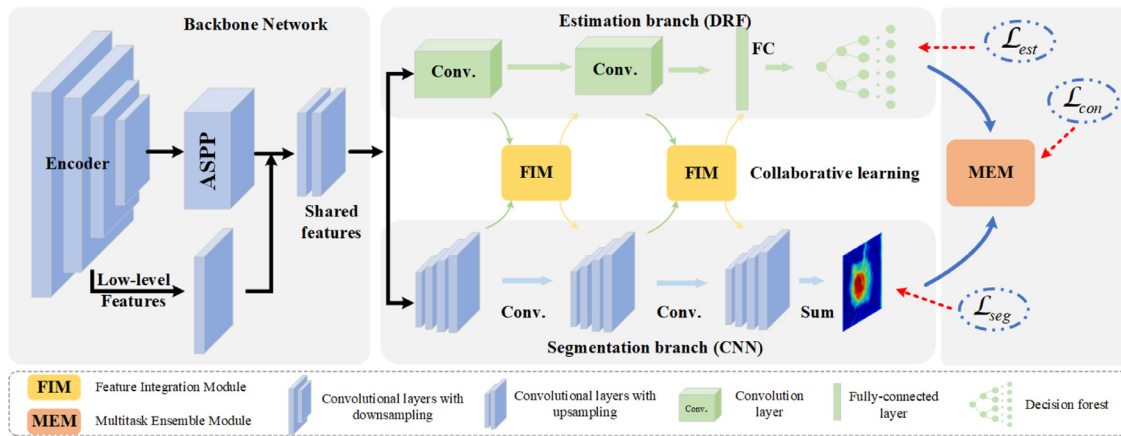 Backbone Network
Encoder
ASPP
Shared
features
Low-level
Features
Estimation branch (DRF)
Conv.
Conv.
FC
FIM
FIM
Collaborative learning
Conv.
Conv.
Sum
Segmentation branch (CNN)
MEM
ℒest
ℒcon
ℒseg
FIM
Feature Integration Module
MEM
Multitask Ensemble Module
Convolutional layers with
downsampling
Convolutional layers with
upsampling
Conv.
Convolution
layer
Fully-connected
layer
Decision forest